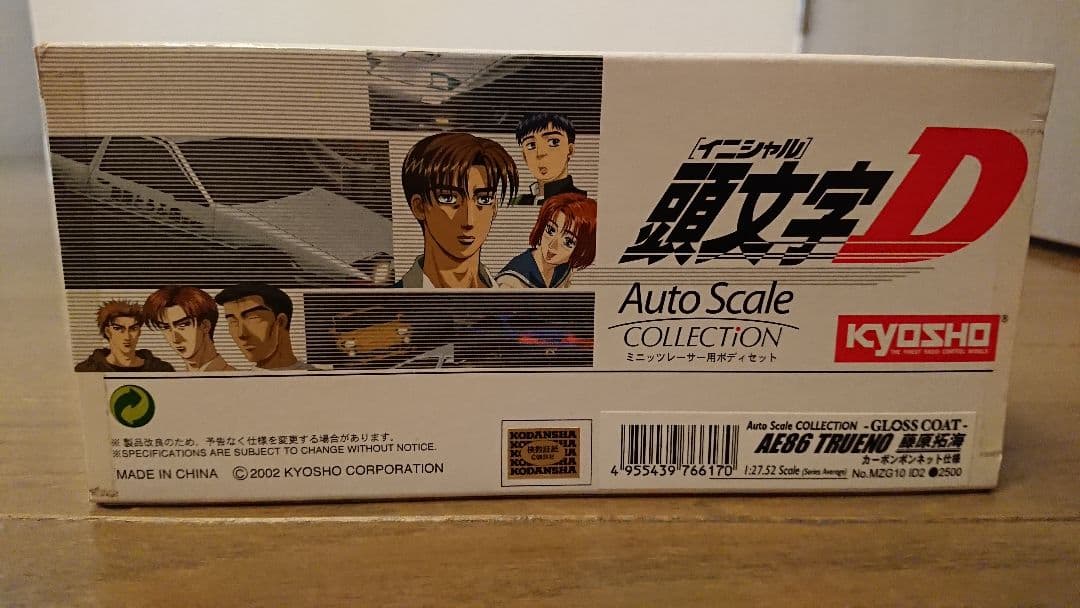 [イニシャル]
頭文字D
Auto Scale
COLLECTiON
ミニッツレーサー用ボディセット
KYOSHO®
THE FINEST RADIO CONTROL MODELS
※ 製品改良のため、予告なく仕様を変更する場合があります。
※SPECIFICATIONS ARE SUBJECT TO CHANGE WITHOUT NOTICE.
MADE IN CHINA ©2002 KYOSHO CORPORATION
KODANSHA
KODANSHA
4 955439 766170
Auto Scale COLLECTION -GLOSS COAT-
AE86 TRUENO 藤原拓海
カーボンボンネット仕様
1:27.52 Scale (Series Average) No.MZG10 ID2 ●2500